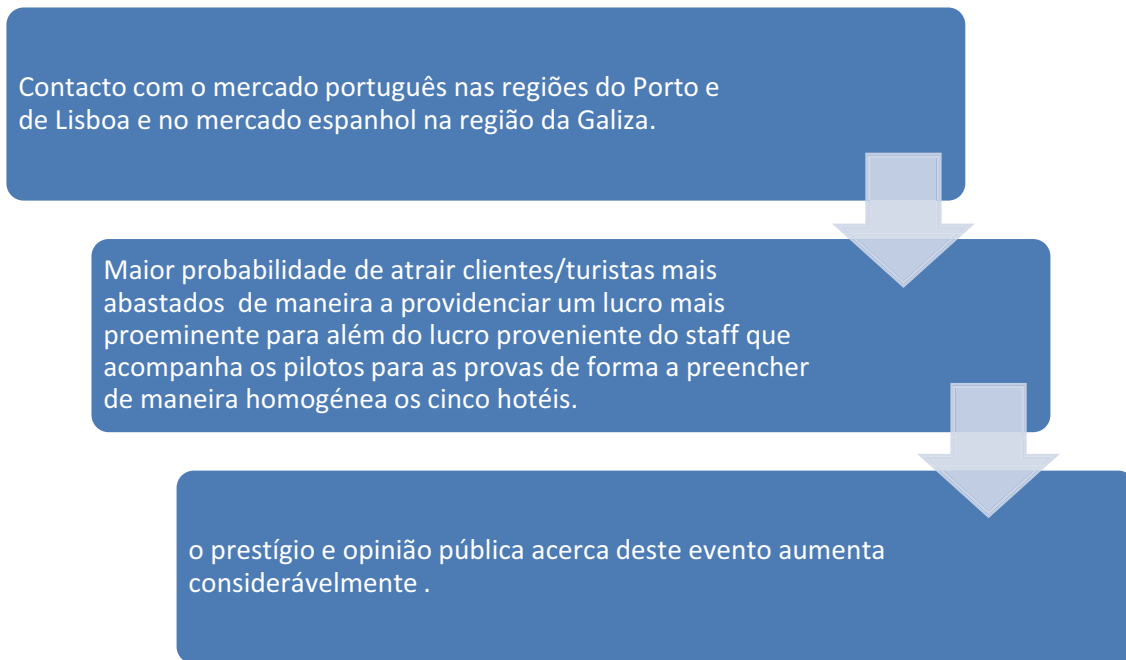 Contacto com o mercado português nas regiões do Porto e
de Lisboa e no mercado espanhol na região da Galiza.
Maior probabilidade de atrair clientes/turistas mais
abastados  de maneira a providenciar um lucro mais
proeminente para além do lucro proveniente do staff que
acompanha os pilotos para as provas de forma a preencher
de maneira homogénea os cinco hotéis.
o prestígio e opinião pública acerca deste evento aumenta
considerávelmente .